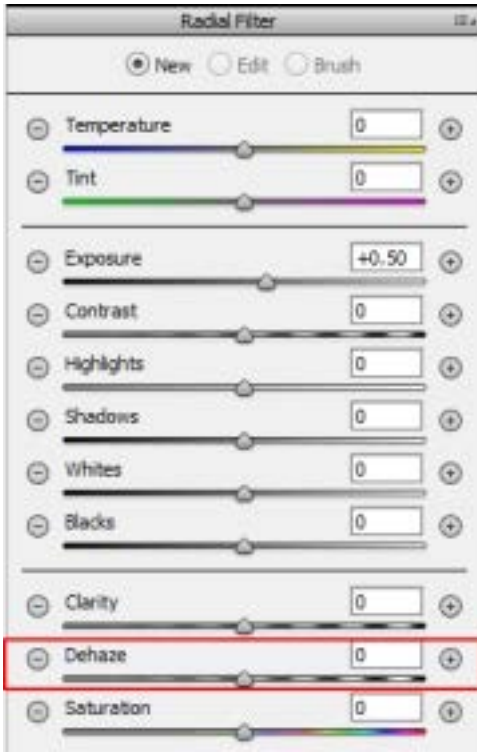 Radial Filter
New Edit Brush
Temperature 0
Tint 0
Exposure +0.50
Contrast 0
Highlights 0
Shadows 0
Whites 0
Blacks 0
Clarity 0
Dehaze 0
Saturation 0